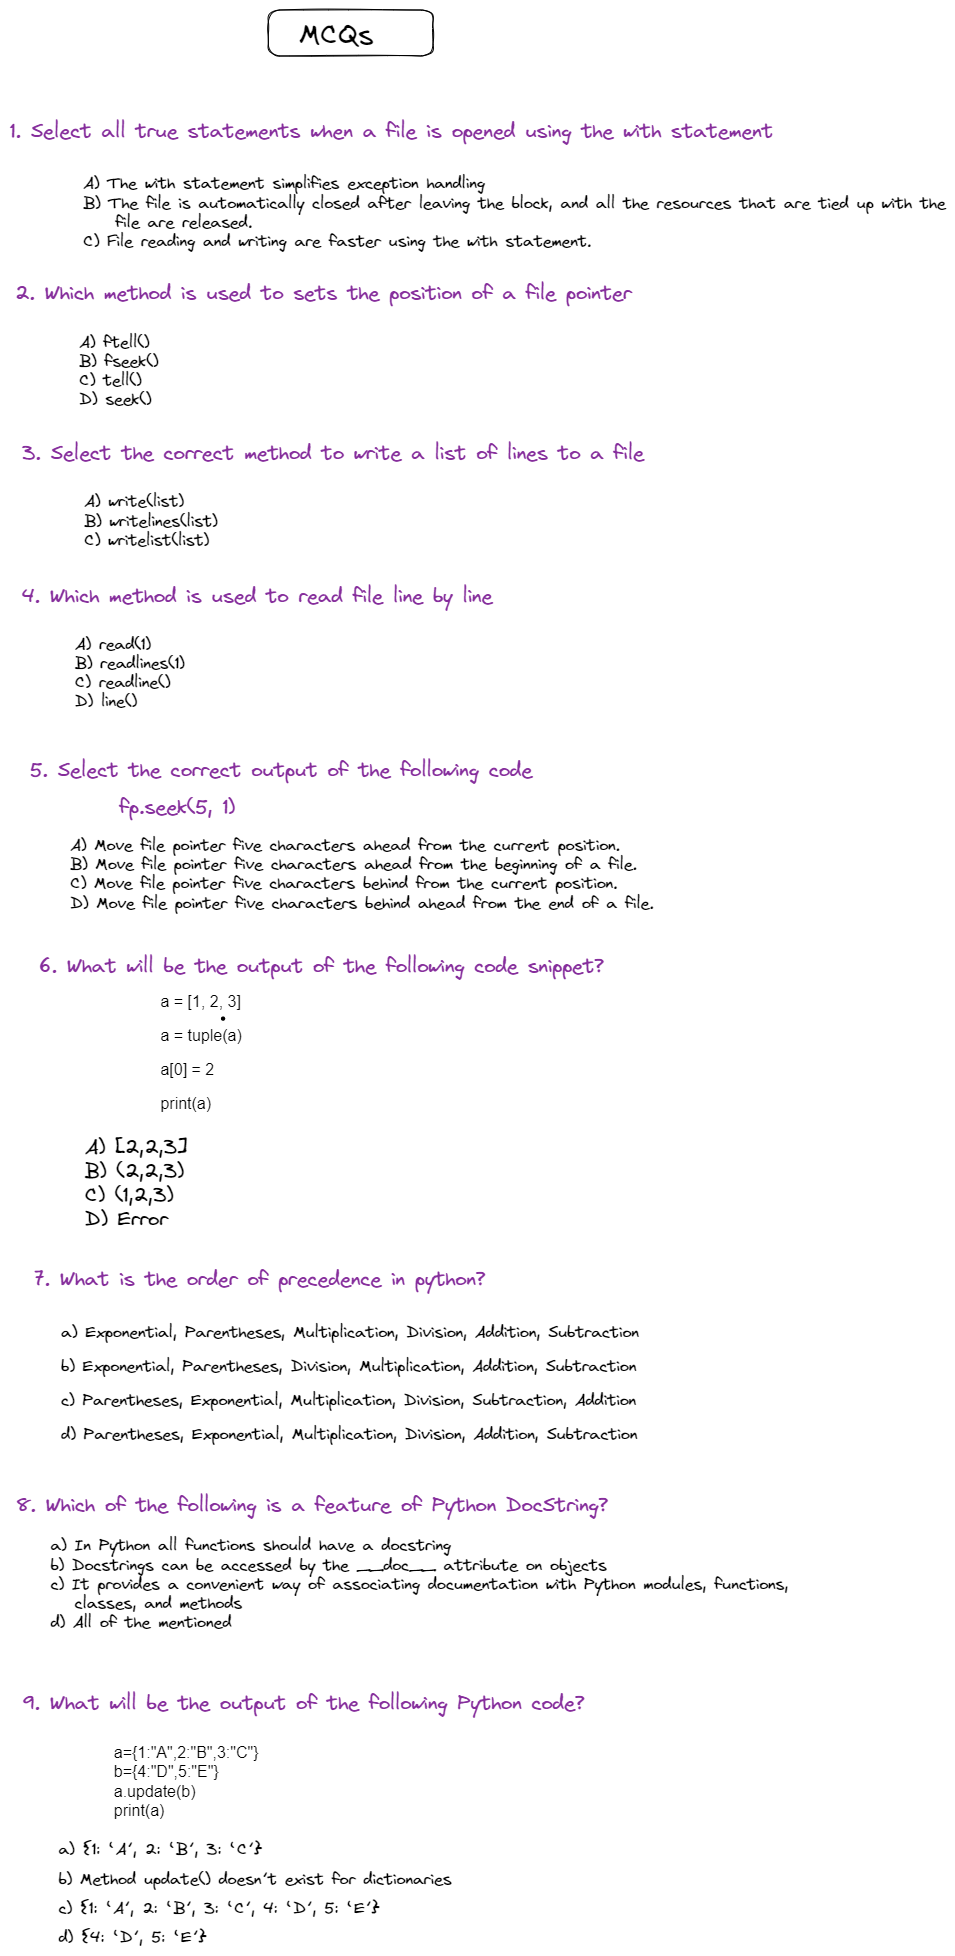 MCQs
1. Select all true statements when a file is opened using the with statement
A) The with statement simplifies exception handling
B) The file is automatically closed after leaving the block, and all the resources that are tied up with the
file are released.
C) File reading and writing are faster using the with statement.
2. Which method is used to sets the position of a file pointer
A) ftell()
B) fseek()
C) tell()
D) seek()
3. Select the correct method to write a list of lines to a file
A) write(list)
B) writelines(list)
C) writelist(list)
4. Which method is used to read file line by line
A) read(1)
B) readlines(1)
C) readline()
D) line()
5. Select the correct output of the following code
fp.seek(5, 1)
A) Move file pointer five characters ahead from the current position.
B) Move file pointer five characters ahead from the beginning of a file.
C) Move file pointer five characters behind from the current position.
D) Move file pointer five characters behind ahead from the end of a file.
6. What will be the output of the following code snippet?
a = [1, 2, 3]
a = tuple(a)
a[0] = 2
print(a)
A) [2,2,3]
B) (2,2,3)
C) (1,2,3)
D) Error
7. What is the order of precedence in python?
a) Exponential, Parentheses, Multiplication, Division, Addition, Subtraction
b) Exponential, Parentheses, Division, Multiplication, Addition, Subtraction
c) Parentheses, Exponential, Multiplication, Division, Subtraction, Addition
d) Parentheses, Exponential, Multiplication, Division, Addition, Subtraction
8. Which of the following is a feature of Python DocString?
a) In Python all functions should have a docstring
b) Docstrings can be accessed by the __doc__ attribute on objects
c) It provides a convenient way of associating documentation with Python modules, functions,
classes, and methods
d) All of the mentioned
9. What will be the output of the following Python code?
a={1:"A",2:"B",3:"C"}
b={4:"D",5:"E"}
a.update(b)
print(a)
a) {1: ‘A’, 2: ‘B’, 3: ‘C’}
b) Method update() doesn’t exist for dictionaries
c) {1: ‘A’, 2: ‘B’, 3: ‘C’, 4: ‘D’, 5: ‘E’}
d) {4: ‘D’, 5: ‘E’}